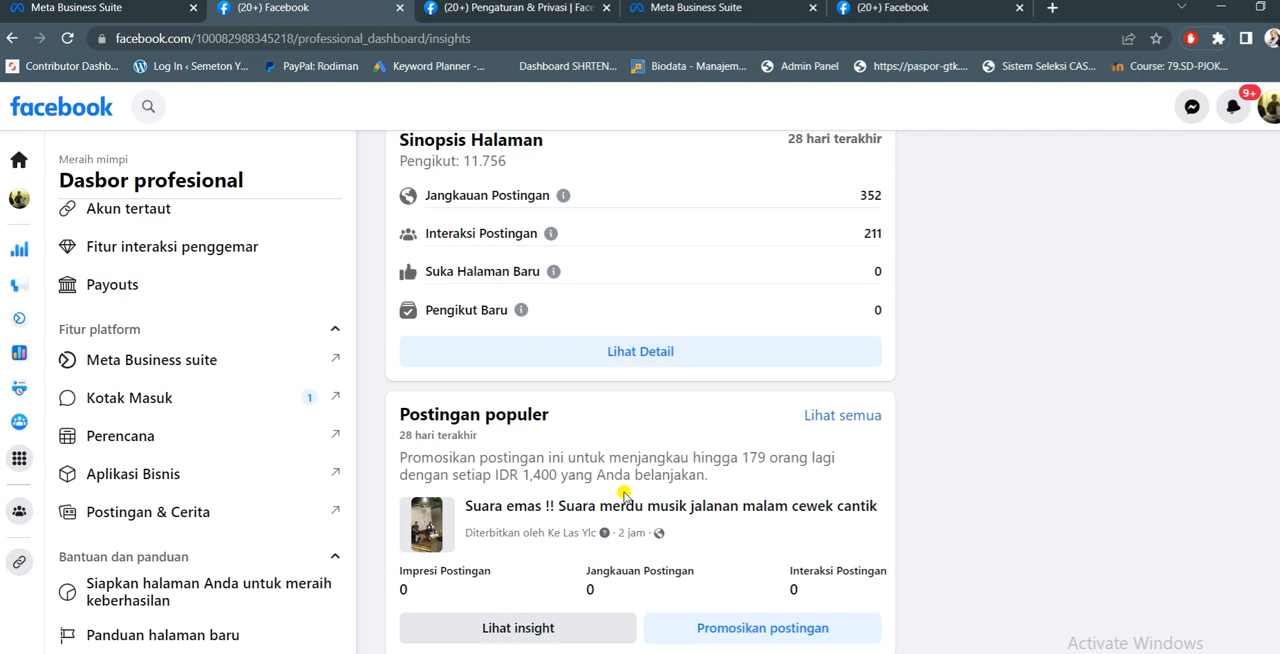 Meta Business Suite
(20+) Facebook
(20+) Pengaturan & Privasi | Face
Meta Business Suite
(20+) Facebook
facebook.com/100082988345218/professional_dashboard/insights
Contributor Dashb...
Log In ‹ Semeton Y...
PayPal: Rodiman
Keyword Planner -...
Dashboard SHRTEN...
Biodata - Manajem...
Admin Panel
https://paspor-gtk....
Sistem Seleksi CAS...
Course: 79.SD-PJOK...
facebook
9+
Meraih mimpi
Dasbor profesional
Akun tertaut
Fitur interaksi penggemar
Payouts
Fitur platform
Meta Business suite
Kotak Masuk
1
Perencana
Aplikasi Bisnis
Postingan & Cerita
Bantuan dan panduan
Siapkan halaman Anda untuk meraih
keberhasilan
Panduan halaman baru
Sinopsis Halaman
28 hari terakhir
Pengikut: 11.756
Jangkauan Postingan
352
Interaksi Postingan
211
Suka Halaman Baru
0
Pengikut Baru
0
Lihat Detail
Postingan populer
Lihat semua
28 hari terakhir
Promosikan postingan ini untuk menjangkau hingga 179 orang lagi
dengan setiap IDR 1,400 yang Anda belanjakan.
Suara emas !! Suara merdu musik jalanan malam cewek cantik
Diterbitkan oleh Ke Las Ylc · 2 jam ·
Impresi Postingan
Jangkauan Postingan
Interaksi Postingan
0
0
0
Lihat insight
Promosikan postingan
Activate Windows